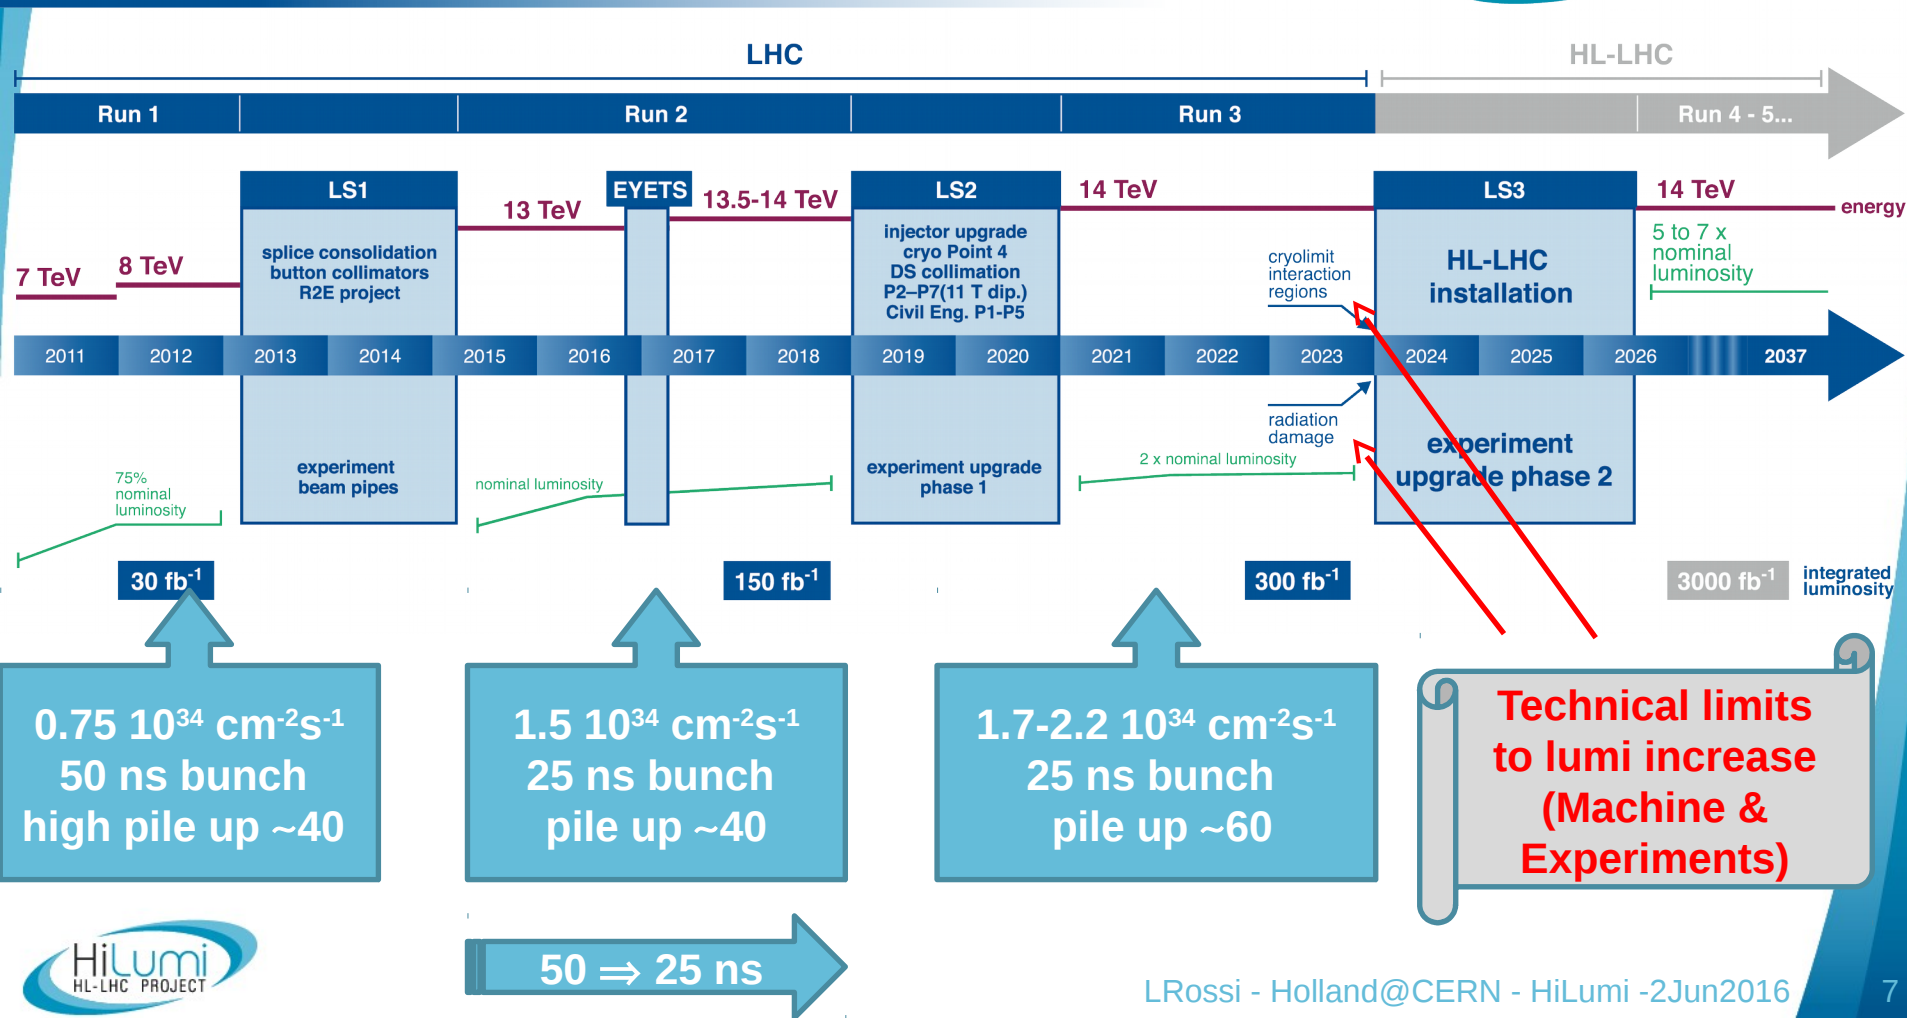 LHC
HL-LHC
Run 1
Run 2
Run 3
Run 4 - 5...
LS1
EYETS
LS2
LS3
7 TeV
8 TeV
13 TeV
13.5-14 TeV
14 TeV
14 TeV
energy
splice consolidation
button collimators
R2E project
injector upgrade
cryo Point 4
DS collimation
P2–P7(11 T dip.)
Civil Eng. P1-P5
cryolimit
interaction
regions
HL-LHC
installation
5 to 7 x
nominal
luminosity
2011
2012
2013
2014
2015
2016
2017
2018
2019
2020
2021
2022
2023
2024
2025
2026
2037
75%
nominal
luminosity
experiment
beam pipes
nominal luminosity
experiment upgrade
phase 1
2 x nominal luminosity
radiation
damage
experiment
upgrade phase 2
30 fb⁻¹
150 fb⁻¹
300 fb⁻¹
3000 fb⁻¹
integrated
luminosity
0.75 10³⁴ cm⁻²s⁻¹
50 ns bunch
high pile up ~40
1.5 10³⁴ cm⁻²s⁻¹
25 ns bunch
pile up ~40
1.7-2.2 10³⁴ cm⁻²s⁻¹
25 ns bunch
pile up ~60
Technical limits
to lumi increase
(Machine &
Experiments)
50 ⇒ 25 ns
HiLumi
HL-LHC PROJECT
LRossi - Holland@CERN - HiLumi -2Jun2016
7